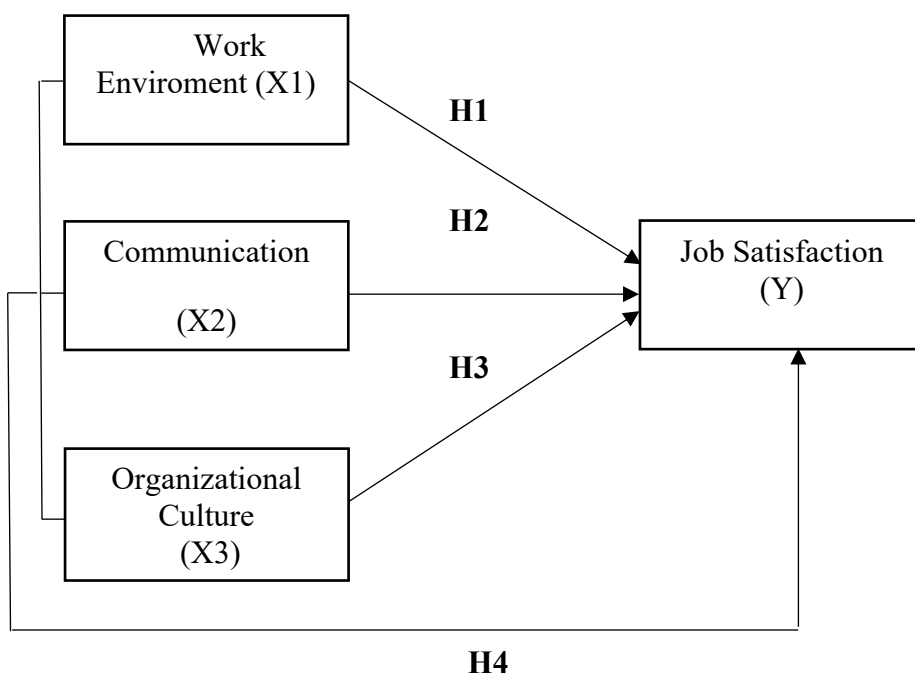 Work
Enviroment (X1)
H1
H2
Communication
(X2)
Job Satisfaction
(Y)
H3
Organizational
Culture
(X3)
H4